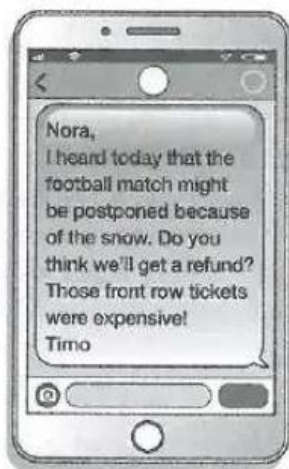 Nora,
I heard today that the
football match might
be postponed because
of the snow. Do you
think we'll get a refund?
Those front row tickets
were expensive!
Timo